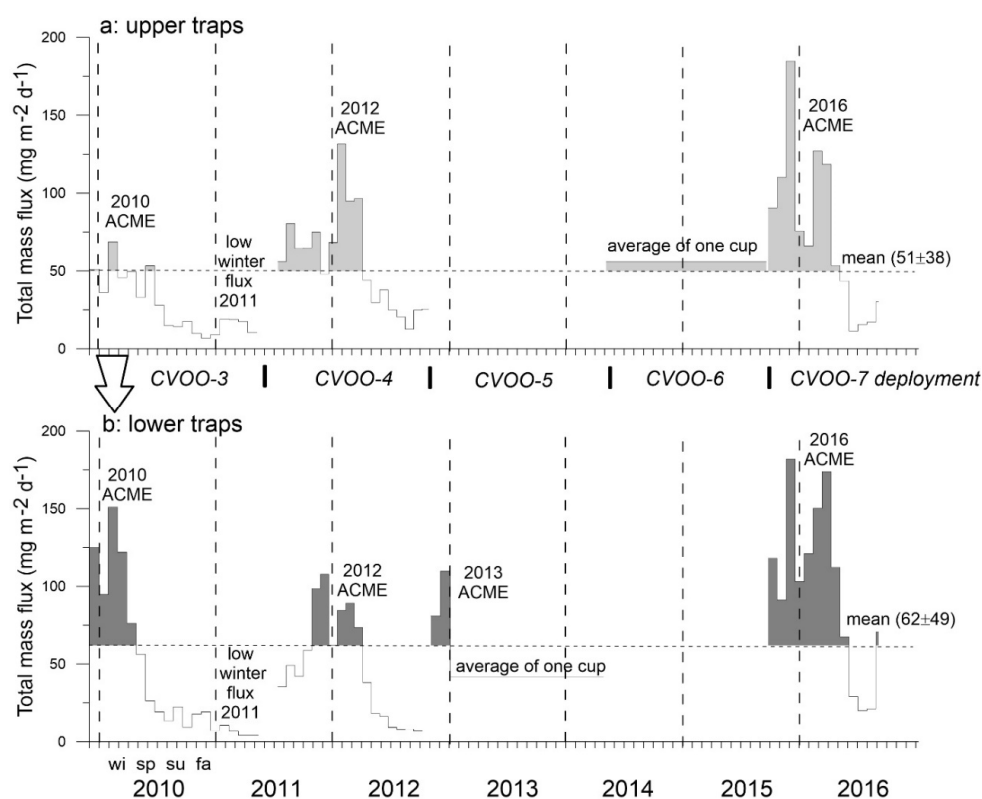 a: upper traps
Total mass flux (mg m-2 d-1)
200
150
100
50
0
2010
ACME
low
winter
flux
2011
2012
ACME
average of one cup
2016
ACME
mean (51±38)
CVOO-3
CVOO-4
CVOO-5
CVOO-6
CVOO-7 deployment
b: lower traps
Total mass flux (mg m-2 d-1)
200
150
100
50
0
2010
ACME
low
winter
flux
2011
2012
ACME
2013
ACME
average of one cup
2016
ACME
mean (62±49)
wi sp su fa
2010 2011 2012 2013 2014 2015 2016